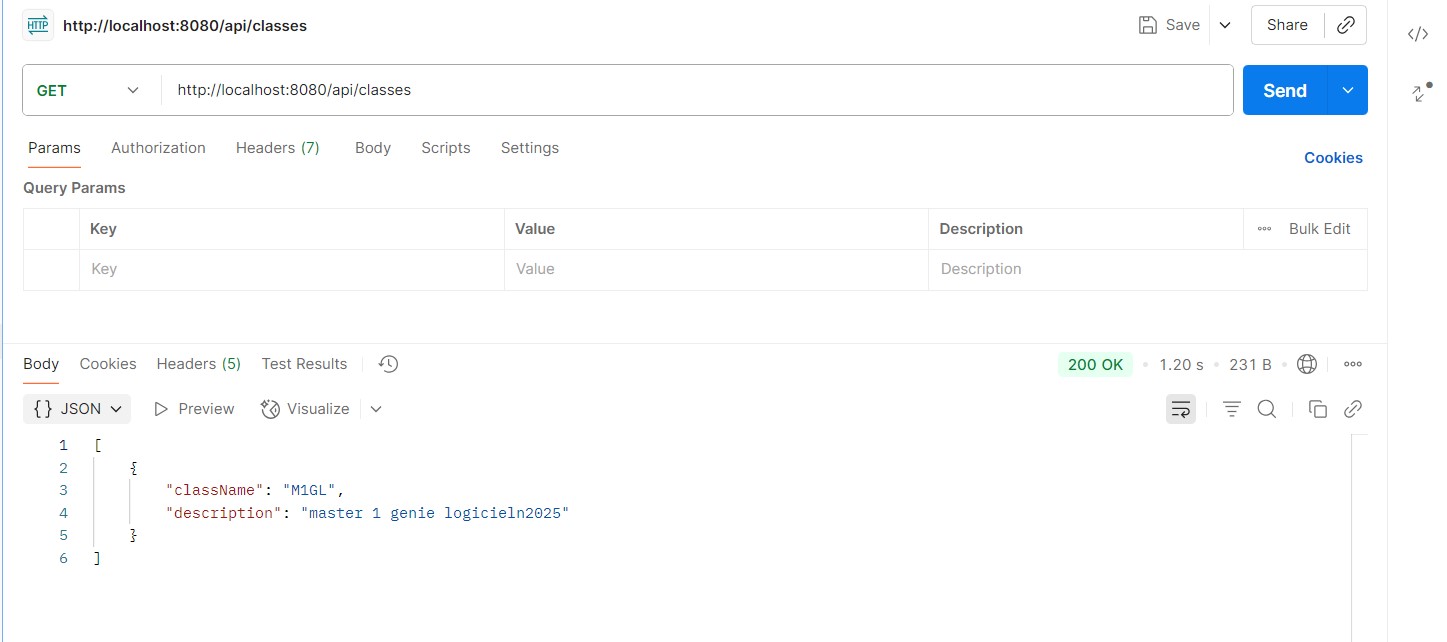 HTTP http://localhost:8080/api/classes Save Share
GET http://localhost:8080/api/classes Send
Params Authorization Headers (7) Body Scripts Settings Cookies
Query Params
Key Value Description Bulk Edit
Key Value Description
Body Cookies Headers (5) Test Results 200 OK • 1.20 s • 231 B •
{} JSON Preview Visualize
1 [
2 {
3 "className": "M1GL",
4 "description": "master 1 genie logicieln2025"
5 }
6 ]